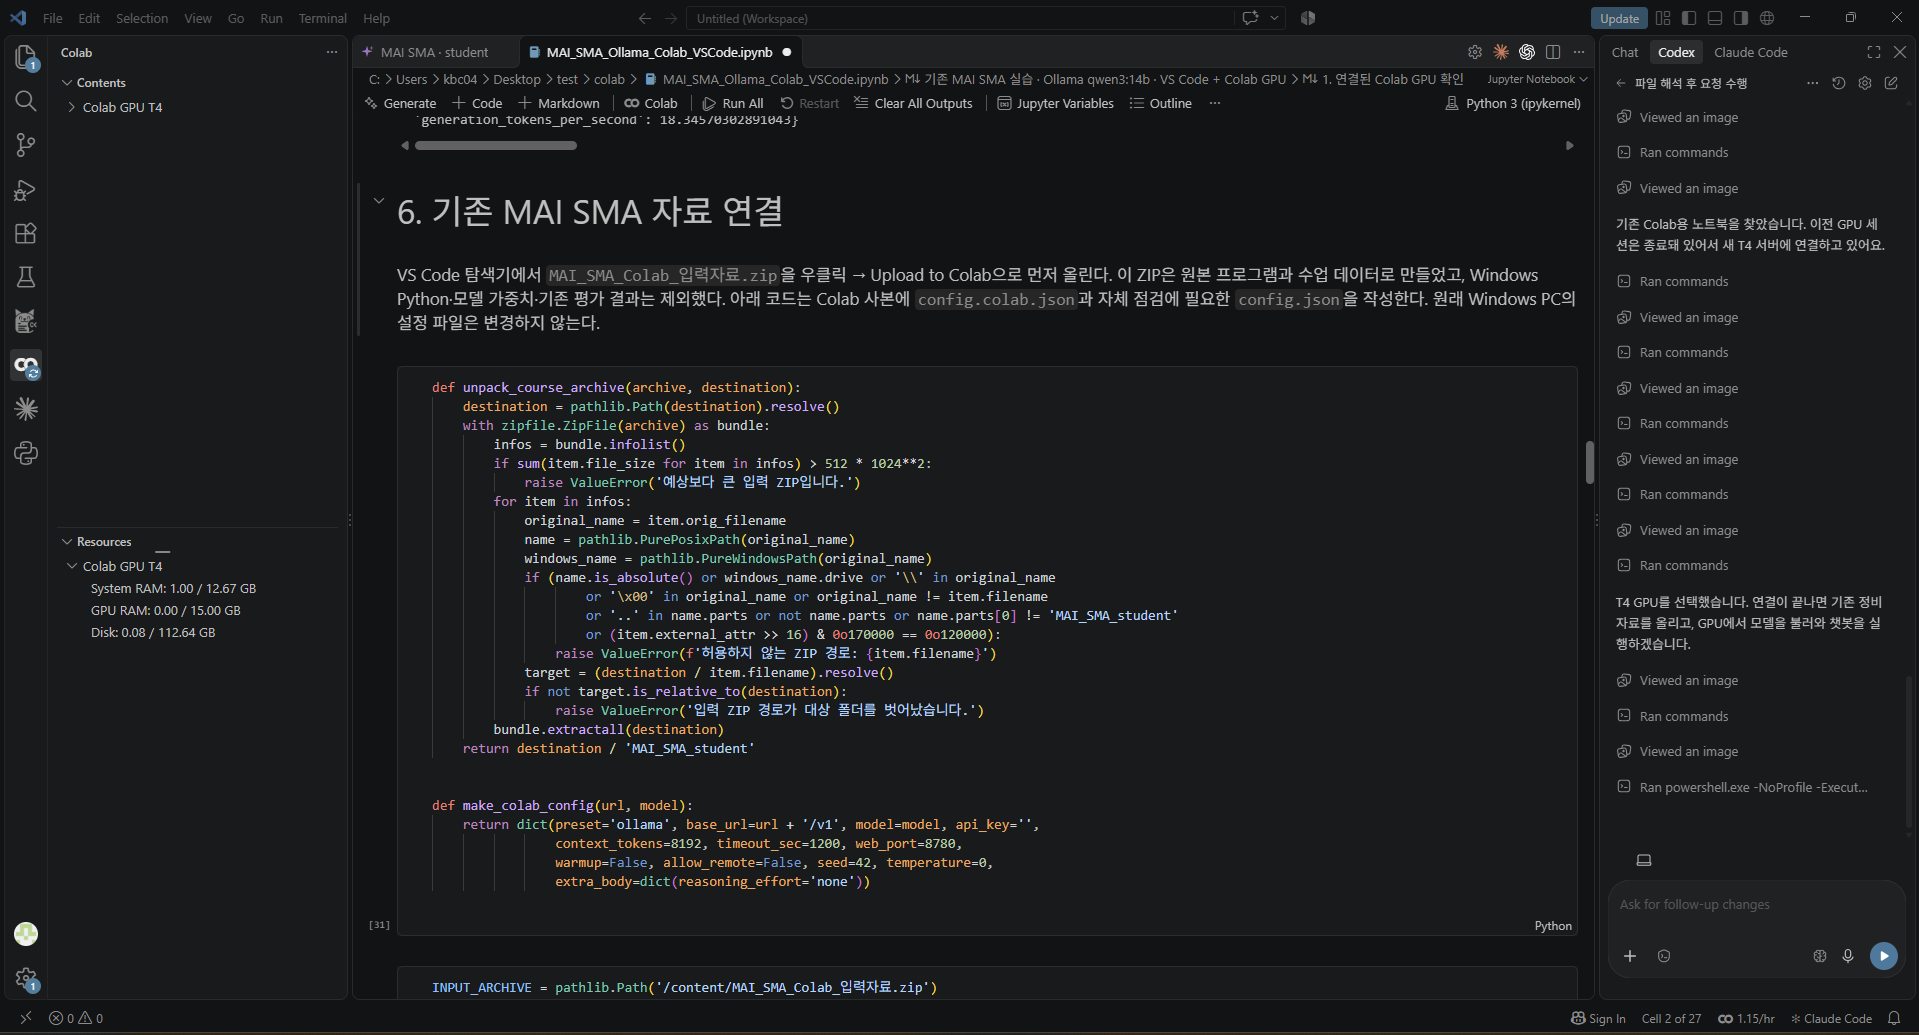 File Edit Selection View Go Run Terminal Help
Untitled (Workspace)
Update
Colab
Contents
Colab GPU T4
Resources
Colab GPU T4
System RAM: 1.00 / 12.67 GB
GPU RAM: 0.00 / 15.00 GB
Disk: 0.08 / 112.64 GB
MAI SMA · student
MAI_SMA_Ollama_Colab_VSCode.ipynb
C: > Users > kbc04 > Desktop > test > colab > MAI_SMA_Ollama_Colab_VSCode.ipynb > M↓ 기존 MAI SMA 실습 · Ollama qwen3:14b · VS Code + Colab GPU > M↓ 1. 연결된 Colab GPU 확인
Jupyter Notebook
Generate + Code + Markdown Colab Run All Restart Clear All Outputs Jupyter Variables Outline ...
Python 3 (ipykernel)
'generation_tokens_per_second': 18.34570302891043}
6. 기존 MAI SMA 자료 연결
VS Code 탐색기에서 MAI_SMA_Colab_입력자료.zip을 우클릭 → Upload to Colab으로 먼저 올린다. 이 ZIP은 원본 프로그램과 수업 데이터로 만들었고, Windows
Python·모델 가중치·기존 평가 결과는 제외했다. 아래 코드는 Colab 사본에 config.colab.json과 자체 점검에 필요한 config.json을 작성한다. 원래 Windows PC의
설정 파일은 변경하지 않는다.
def unpack_course_archive(archive, destination):
destination = pathlib.Path(destination).resolve()
with zipfile.ZipFile(archive) as bundle:
infos = bundle.infolist()
if sum(item.file_size for item in infos) > 512 * 1024**2:
raise ValueError('예상보다 큰 입력 ZIP입니다.')
for item in infos:
original_name = item.orig_filename
name = pathlib.PurePosixPath(original_name)
windows_name = pathlib.PureWindowsPath(original_name)
if (name.is_absolute() or windows_name.drive or '\\' in original_name
or '\x00' in original_name or original_name != item.filename
or '..' in name.parts or not name.parts or name.parts[0] != 'MAI_SMA_student'
or (item.external_attr >> 16) & 0o170000 == 0o120000):
raise ValueError(f'허용하지 않는 ZIP 경로: {item.filename}')
target = (destination / item.filename).resolve()
if not target.is_relative_to(destination):
raise ValueError('입력 ZIP 경로가 대상 폴더를 벗어났습니다.')
bundle.extractall(destination)
return destination / 'MAI_SMA_student'
def make_colab_config(url, model):
return dict(preset='ollama', base_url=url + '/v1', model=model, api_key='',
context_tokens=8192, timeout_sec=1200, web_port=8780,
warmup=False, allow_remote=False, seed=42, temperature=0,
extra_body=dict(reasoning_effort='none'))
[31]
Python
INPUT_ARCHIVE = pathlib.Path('/content/MAI_SMA_Colab_입력자료.zip')
Chat Codex Claude Code
파일 해석 후 요청 수행
Viewed an image
Ran commands
Viewed an image
기존 Colab용 노트북을 찾았습니다. 이전 GPU 세
션은 종료돼 있어서 새 T4 서버에 연결하고 있어요.
Ran commands
Viewed an image
Ran commands
Viewed an image
Ran commands
Viewed an image
Ran commands
Viewed an image
Ran commands
T4 GPU를 선택했습니다. 연결이 끝나면 기존 정비
자료를 올리고, GPU에서 모델을 불러와 챗봇을 실
행하겠습니다.
Viewed an image
Ran commands
Viewed an image
Ran powershell.exe -NoProfile -Execut...
Ask for follow-up changes
0 0
Sign In Cell 2 of 27 1.15/hr Claude Code